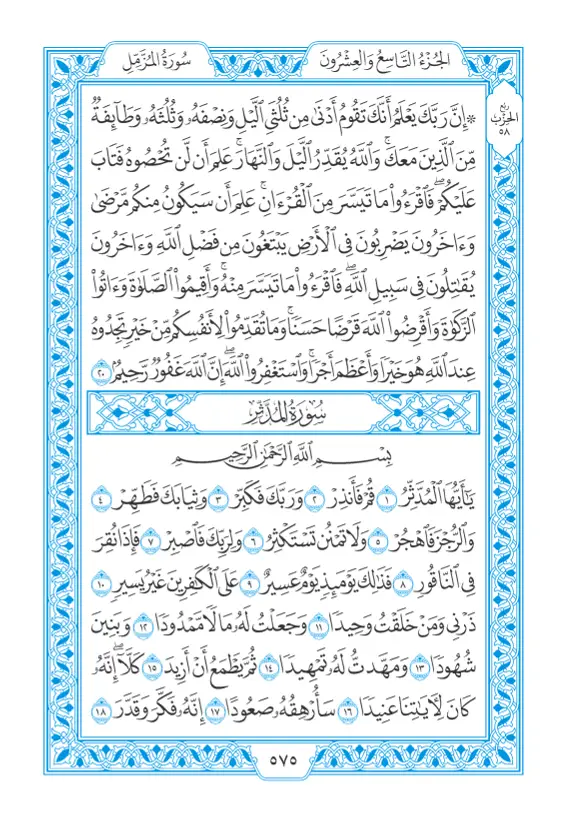 الجُزْءُ التَّاسِعُ وَالعِشْرُونَ
سُورَةُ المُزَّمِّل
ربع
الحزب
٥٨
* إِنَّ رَبَّكَ يَعْلَمُ أَنَّكَ تَقُومُ أَدْنَىٰ مِن ثُلُثَيِ ٱلَّيْلِ وَنِصْفَهُۥ وَثُلُثَهُۥ وَطَآئِفَةٌ
مِّنَ ٱلَّذِينَ مَعَكَۚ وَٱللَّهُ يُقَدِّرُ ٱلَّيْلَ وَٱلنَّهَارَۚ عَلِمَ أَن لَّن تُحْصُوهُ فَتَابَ
عَلَيْكُمْۖ فَٱقْرَءُوا۟ مَا تَيَسَّرَ مِنَ ٱلْقُرْءَانِۚ عَلِمَ أَن سَيَكُونُ مِنكُم مَّرْضَىٰ
وَءَاخَرُونَ يَضْرِبُونَ فِى ٱلْأَرْضِ يَبْتَغُونَ مِن فَضْلِ ٱللَّهِ وَءَاخَرُونَ
يُقَٰتِلُونَ فِى سَبِيلِ ٱللَّهِۖ فَٱقْرَءُوا۟ مَا تَيَسَّرَ مِنْهُۚ وَأَقِيمُوا۟ ٱلصَّلَوٰةَ وَءَاتُوا۟
ٱلزَّكَوٰةَ وَأَقْرِضُوا۟ ٱللَّهَ قَرْضًا حَسَنًاۚ وَمَا تُقَدِّمُوا۟ لِأَنفُسِكُم مِّنْ خَيْرٍ تَجِدُوهُ
عِندَ ٱللَّهِ هُوَ خَيْرًا وَأَعْظَمَ أَجْرًاۚ وَٱسْتَغْفِرُوا۟ ٱللَّهَۖ إِنَّ ٱللَّهَ غَفُورٌ رَّحِيمٌۢ ٢٠
سُورَةُ المُدَّثِّر
بِسْمِ ٱللَّهِ ٱلرَّحْمَٰنِ ٱلرَّحِيمِ
يَٰٓأَيُّهَا ٱلْمُدَّثِّرُ ١ قُمْ فَأَنذِرْ ٢ وَرَبَّكَ فَكَبِّرْ ٣ وَثِيَابَكَ فَطَهِّرْ ٤
وَٱلرُّجْزَ فَٱهْجُرْ ٥ وَلَا تَمْنُن تَسْتَكْثِرُ ٦ وَلِرَبِّكَ فَٱصْبِرْ ٧ فَإِذَا نُقِرَ
فِى ٱلنَّاقُورِ ٨ فَذَٰلِكَ يَوْمَئِذٍ يَوْمٌ عَسِيرٌ ٩ عَلَى ٱلْكَٰفِرِينَ غَيْرُ يَسِيرٍ ١٠
ذَرْنِى وَمَنْ خَلَقْتُ وَحِيدًا ١١ وَجَعَلْتُ لَهُۥ مَالًا مَّمْدُودًا ١٢ وَبَنِينَ
شُهُودًا ١٣ وَمَهَّدتُّ لَهُۥ تَمْهِيدًا ١٤ ثُمَّ يَطْمَعُ أَنْ أَزِيدَ ١٥ كَلَّآۖ إِنَّهُۥ
كَانَ لِءَايَٰتِنَا عَنِيدًا ١٦ سَأُرْهِقُهُۥ صَعُودًا ١٧ إِنَّهُۥ فَكَّرَ وَقَدَّرَ ١٨
٥٧٥